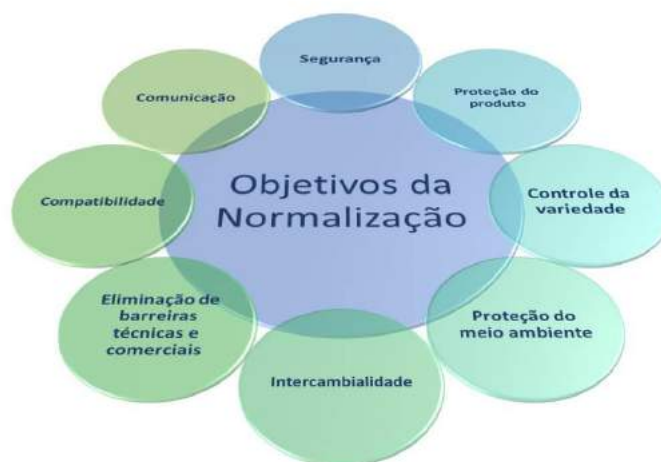 Objetivos da
Normalização
Segurança
Proteção do
produto
Controle da
variedade
Proteção do
meio ambiente
Intercambialidade
Eliminação de
barreiras
técnicas e
comerciais
Compatibilidade
Comunicação